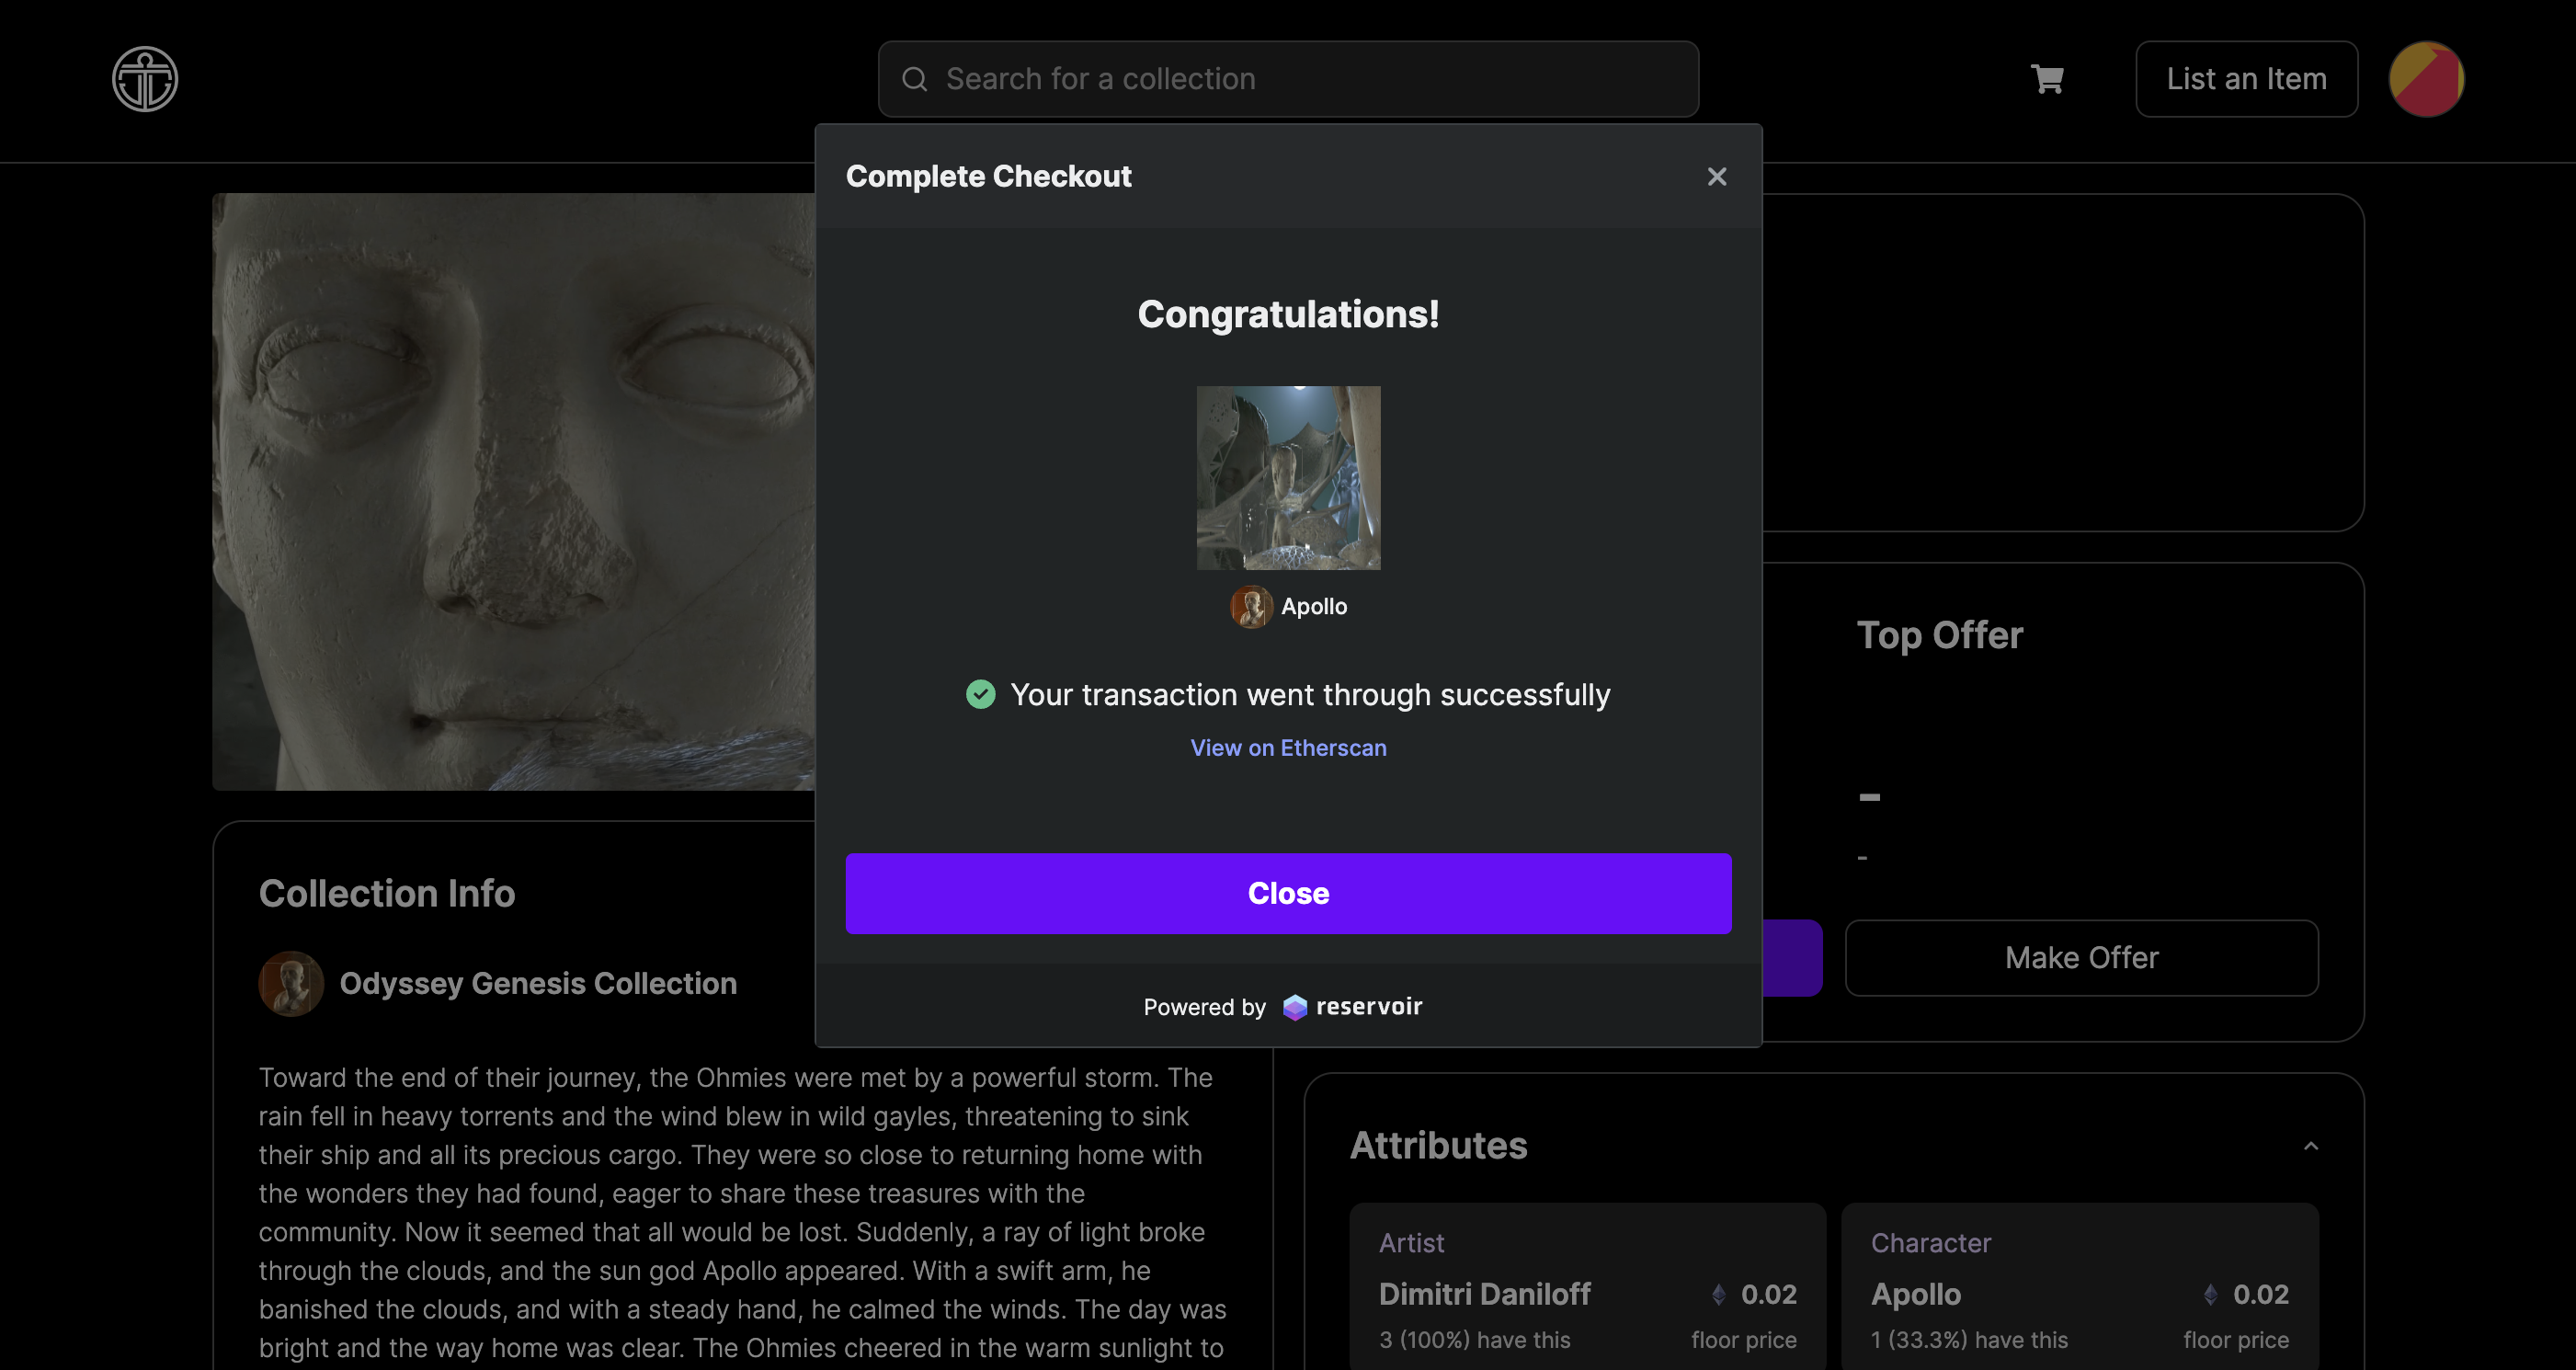 Search for a collection
List an Item
Complete Checkout
Congratulations!
Apollo
Your transaction went through successfully
View on Etherscan
Close
Powered by reservoir
Top Offer
-
-
Make Offer
Collection Info
Odyssey Genesis Collection
Toward the end of their journey, the Ohmies were met by a powerful storm. The
rain fell in heavy torrents and the wind blew in wild gayles, threatening to sink
their ship and all its precious cargo. They were so close to returning home with
the wonders they had found, eager to share these treasures with the
community. Now it seemed that all would be lost. Suddenly, a ray of light broke
through the clouds, and the sun god Apollo appeared. With a swift arm, he
banished the clouds, and with a steady hand, he calmed the winds. The day was
bright and the way home was clear. The Ohmies cheered in the warm sunlight to
Attributes
Artist
Dimitri Daniloff 0.02
3 (100%) have this floor price
Character
Apollo 0.02
1 (33.3%) have this floor price